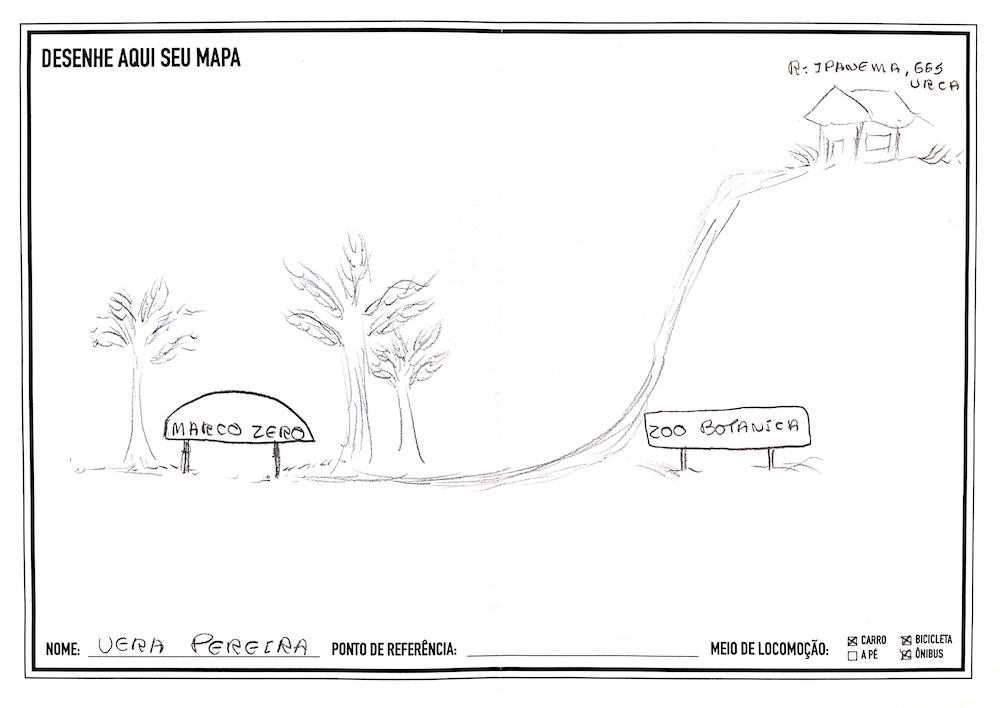 DESENHE AQUI SEU MAPA
R: IPANEMA, 665
URCA
MARCO ZERO
ZOO BOTANICA
NOME: VERA PEREIRA PONTO DE REFERÊNCIA: MEIO DE LOCOMOÇÃO: CARRO BICICLETA
A PÉ ÔNIBUS